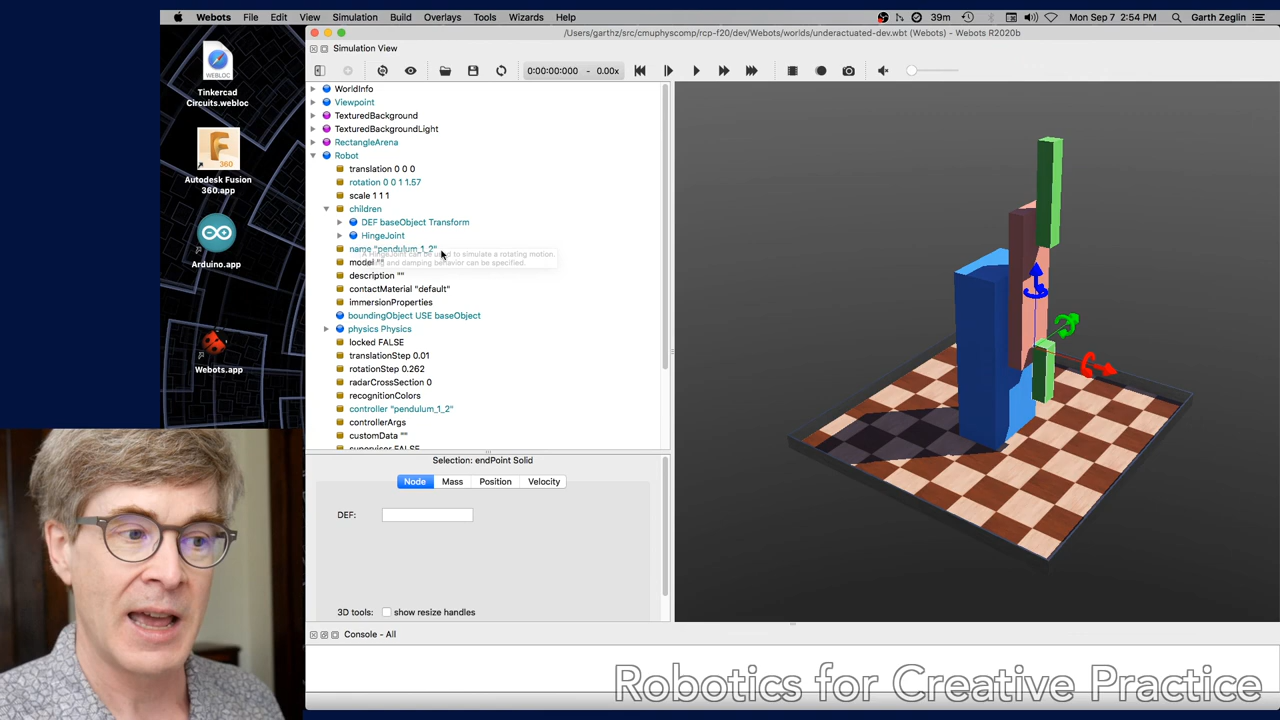 Webots File Edit View Simulation Build Overlays Tools Wizards Help
39m Mon Sep 7 2:54 PM Garth Zeglin
/Users/garthz/src/cmuphyscomp/rcp-f20/dev/Webots/worlds/underactuated-dev.wbt (Webots) - Webots R2020b
Simulation View
0:00:00:000 - 0.00x
WEBLOC
Tinkercad
Circuits.webloc
360
Autodesk Fusion
360.app
Arduino.app
Webots.app
WorldInfo
Viewpoint
TexturedBackground
TexturedBackgroundLight
RectangleArena
Robot
translation 0 0 0
rotation 0 0 1 1.57
scale 1 1 1
children
DEF baseObject Transform
HingeJoint
name "pendulum_1_2"
model ""
description ""
contactMaterial "default"
immersionProperties
boundingObject USE baseObject
physics Physics
locked FALSE
translationStep 0.01
rotationStep 0.262
radarCrossSection 0
recognitionColors
controller "pendulum_1_2"
controllerArgs
customData ""
supervisor FALSE
Selection: endPoint Solid
Node Mass Position Velocity
DEF:
3D tools: show resize handles
Console - All
Robotics for Creative Practice